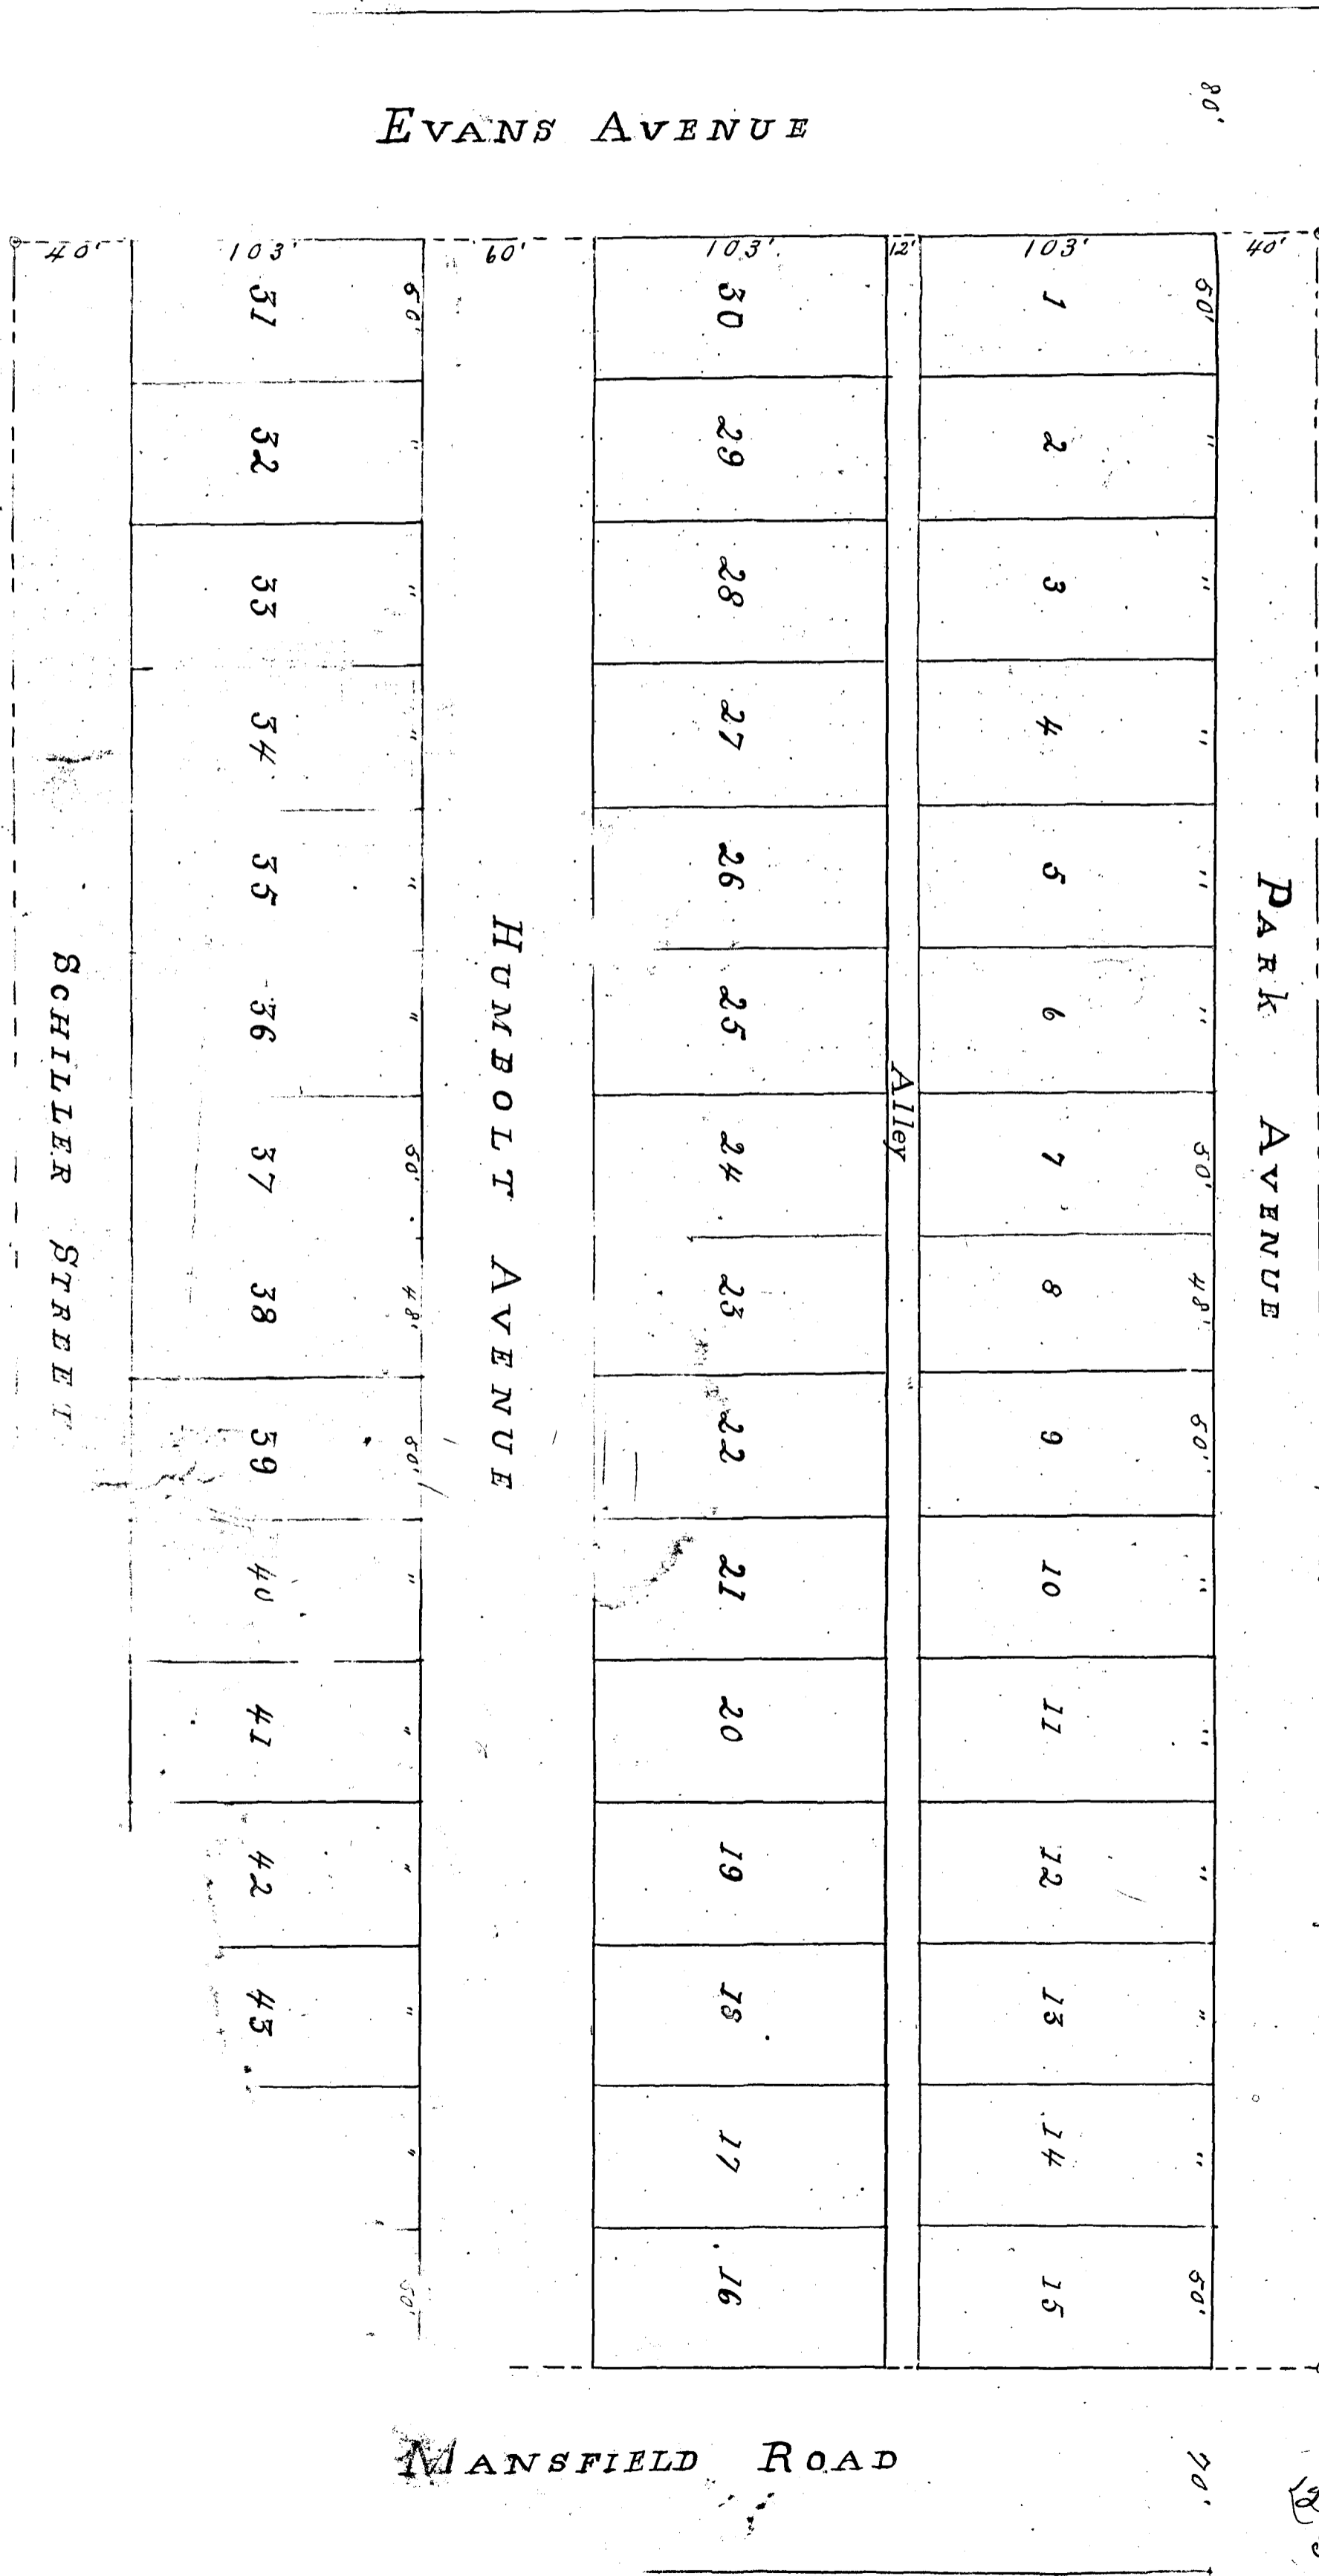 80'
EVANS AVENUE
40' 103' 60' 103' 12' 103' 40'
31 50' 30 1 50'
32 " 29 2 "
33 " 28 3 "
34 " 27 4 "
35 " 26 5 "
36 " 25 6 "
37 50' 24 7 50'
38 48' 23 8 48'
39 50' 22 9 50'
40 " 21 10 "
41 " 20 11 "
42 " 19 12 "
43 " 18 13 "
" 17 14 "
50' 16 15 50'
SCHILLER STREET
HUMBOLT AVENUE
Alley
PARK AVENUE
MANSFIELD ROAD
70'